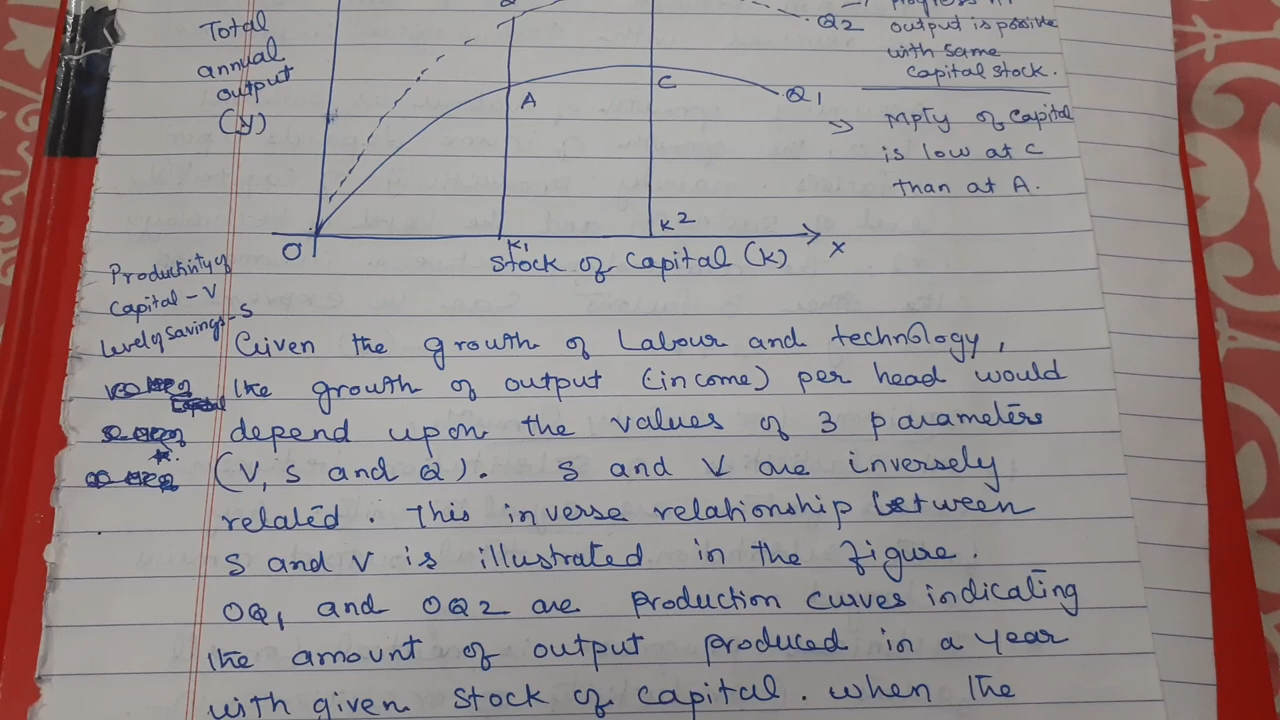 Total
annual
output
(Y)
Q2
output is possible
with same
capital stock.
A
C
Q1
=> MPty of Capital
is low at C
than at A.
O
K1
K2
X
Stock of Capital (K)
Productivity of
Capital - V
Level of Savings - S
Given the growth of Labour and technology,
the growth of output (income) per head would
depend upon the values of 3 parameters
(V, S and Q). S and V are inversely
related. This inverse relationship between
S and V is illustrated in the figure.
OQ1 and OQ2 are production curves indicating
the amount of output produced in a year
with given stock of capital. When the